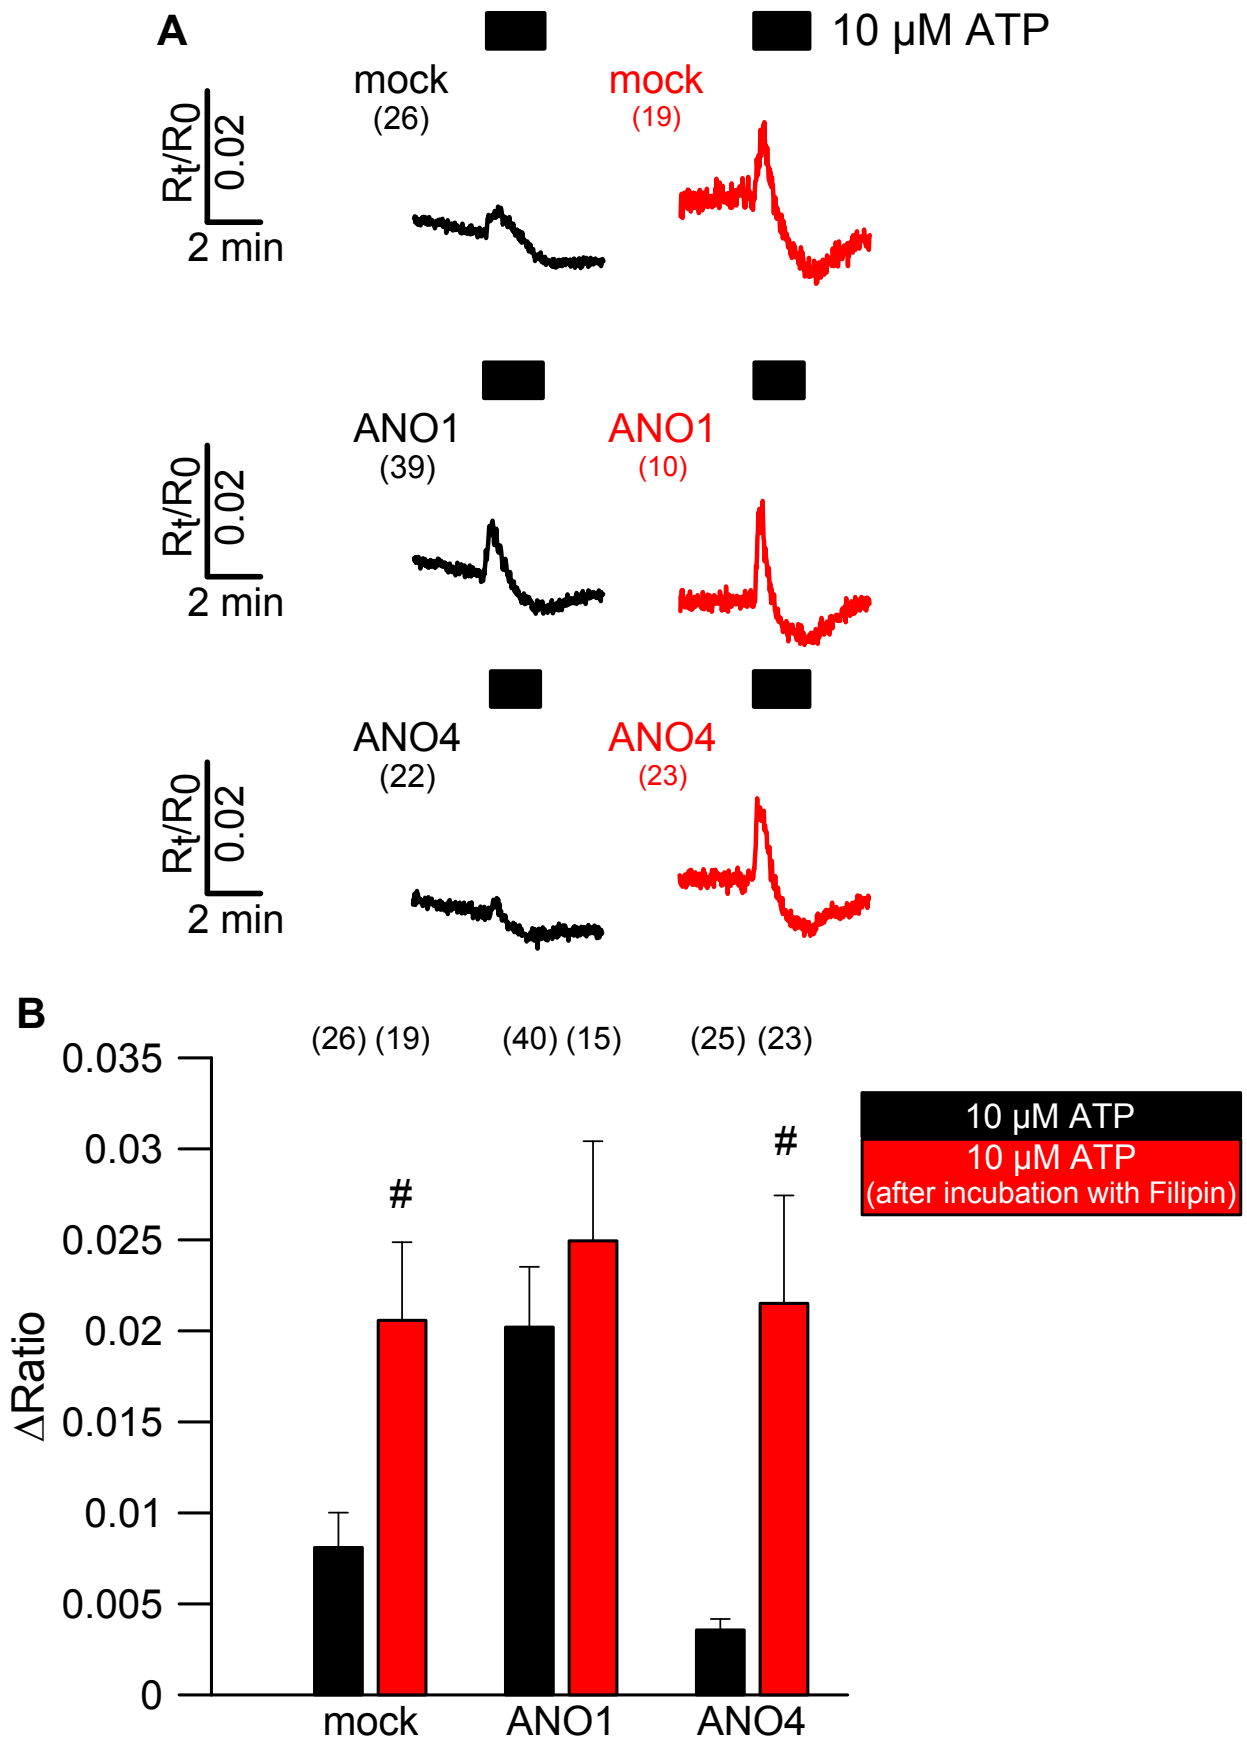 A
10 µM ATP
mock
(26)
mock
(19)
Rt/R0
0.02
2 min
ANO1
(39)
ANO1
(10)
Rt/R0
0.02
2 min
ANO4
(22)
ANO4
(23)
Rt/R0
0.02
2 min
B
(26) (19) (40) (15) (25) (23)
0.035
0.03
0.025
0.02
0.015
0.01
0.005
0
ΔRatio
#
#
10 µM ATP
10 µM ATP
(after incubation with Filipin)
mock ANO1 ANO4